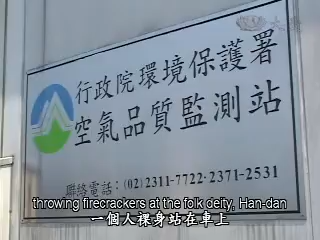 行政院環境保護署
空氣品質監測站
聯絡電話：(02) 2311-7722·2371-2531
throwing firecrackers at the folk deity, Han-dan
一個人裸身站在車上